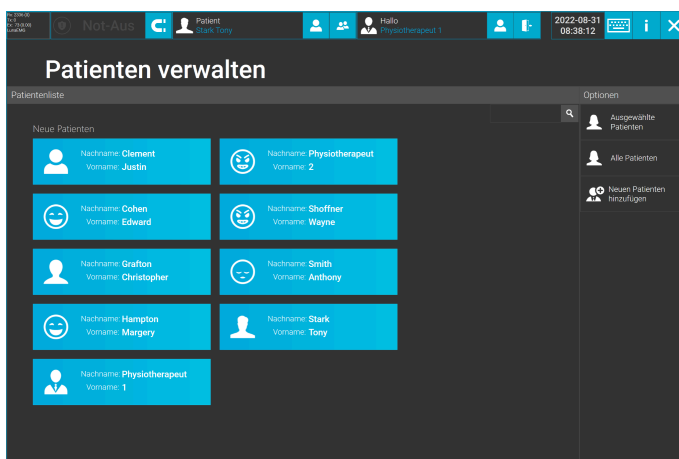 Not-Aus
Patient
Stark Tony
Hallo
Physiotherapeut 1
2022-08-31
08:38:12
i
Patienten verwalten
Patientenliste
Optionen
Neue Patienten
Nachname: Clement
Vorname: Justin
Nachname: Physiotherapeut
Vorname: 2
Nachname: Cohen
Vorname: Edward
Nachname: Shoffner
Vorname: Wayne
Nachname: Grafton
Vorname: Christopher
Nachname: Smith
Vorname: Anthony
Nachname: Hampton
Vorname: Margery
Nachname: Stark
Vorname: Tony
Nachname: Physiotherapeut
Vorname: 1
Ausgewählte
Patienten
Alle Patienten
Neuen Patienten
hinzufügen